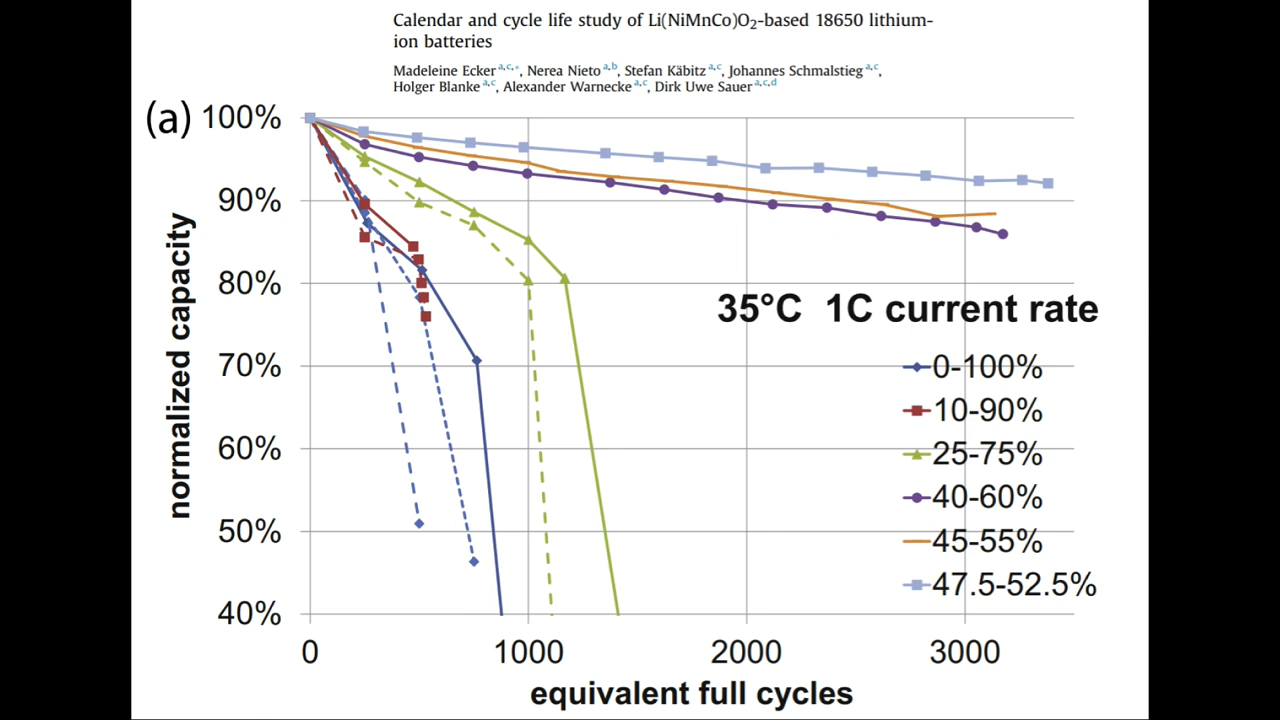 Calendar and cycle life study of Li(NiMnCo)O₂-based 18650 lithium-
ion batteries
Madeleine Ecker a,c,*, Nerea Nieto a,b, Stefan Käbitz a,c, Johannes Schmalstieg a,c,
Holger Blanke a,c, Alexander Warnecke a,c, Dirk Uwe Sauer a,c,d
(a)
100%
90%
80%
70%
60%
50%
40%
normalized capacity
35°C 1C current rate
0-100%
10-90%
25-75%
40-60%
45-55%
47.5-52.5%
0 1000 2000 3000
equivalent full cycles